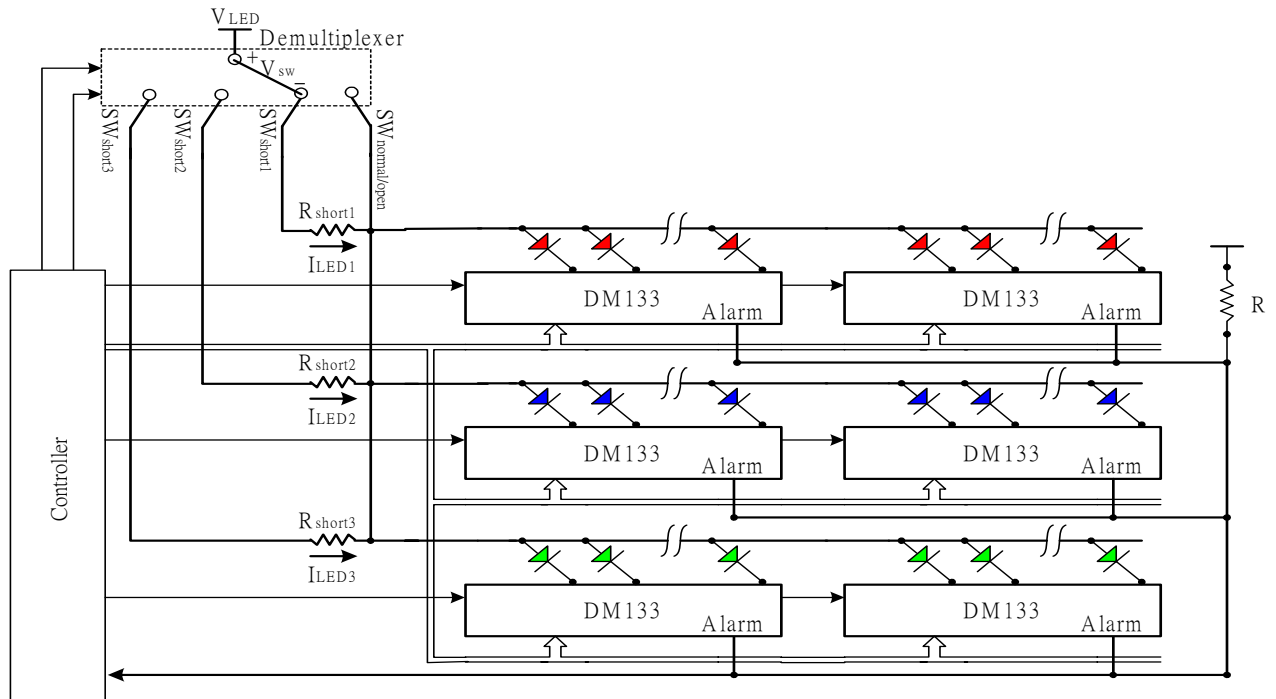 VLED
Demultiplexer
+
Vsw
−
SWshort3
SWshort2
SWshort1
SWnormal/open
Rshort1
ILED1
DM133
Alarm
DM133
Alarm
R
Rshort2
ILED2
DM133
Alarm
DM133
Alarm
Controller
Rshort3
ILED3
DM133
Alarm
DM133
Alarm